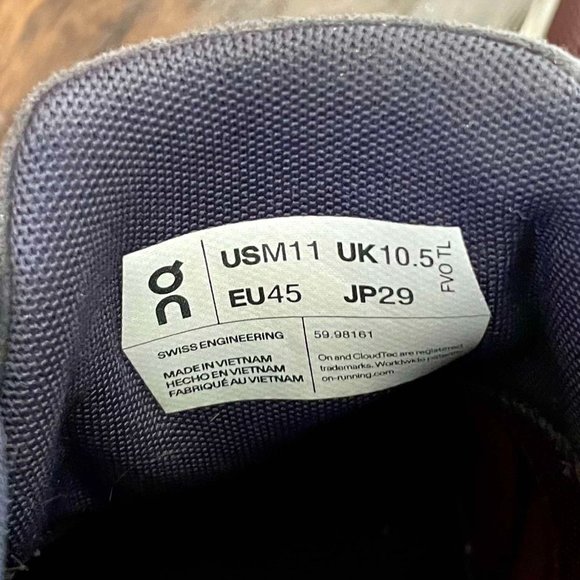 On
USM11 UK10.5
EU45 JP29
FVO TL
SWISS ENGINEERING
MADE IN VIETNAM
HECHO EN VIETNAM
FABRIQUÉ AU VIETNAM
59.98161
On and CloudTec are registered
trademarks. Worldwide patents
on-running.com